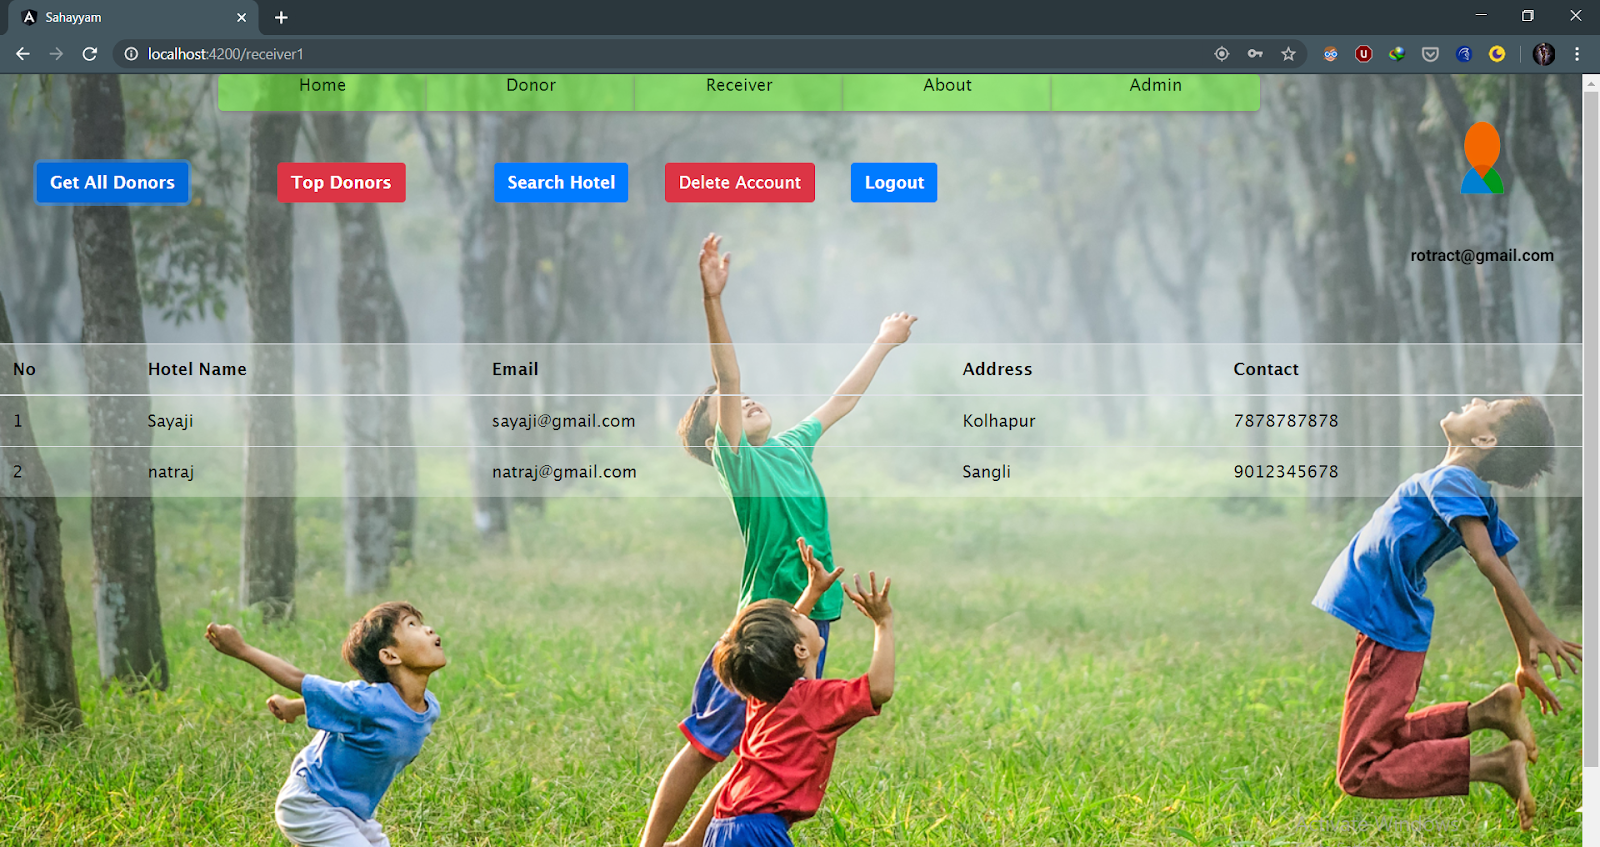 Sahayyam
localhost:4200/receiver1
Home Donor Receiver About Admin
Get All Donors Top Donors Search Hotel Delete Account Logout
rotract@gmail.com
No Hotel Name Email Address Contact
1 Sayaji sayaji@gmail.com Kolhapur 7878787878
2 natraj natraj@gmail.com Sangli 9012345678
Activate Windows